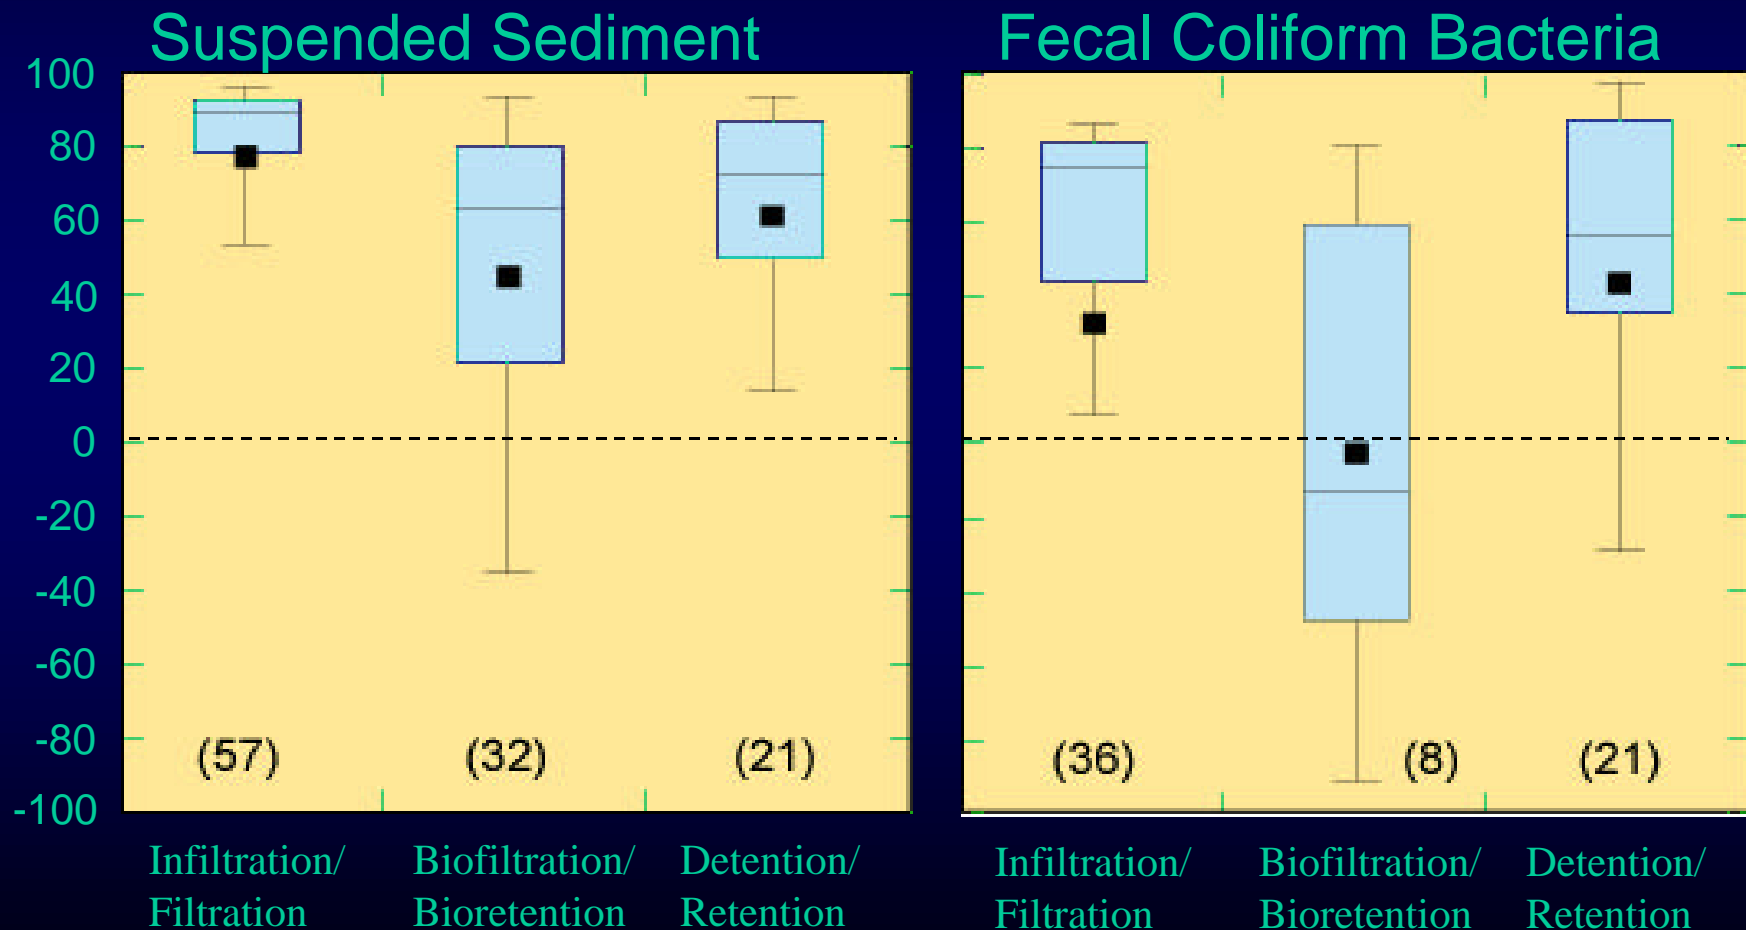 Suspended Sediment
Fecal Coliform Bacteria
100
80
60
40
20
0
-20
-40
-60
-80
-100
(57)
(32)
(21)
(36)
(8)
(21)
Infiltration/
Filtration
Biofiltration/
Bioretention
Detention/
Retention
Infiltration/
Filtration
Biofiltration/
Bioretention
Detention/
Retention